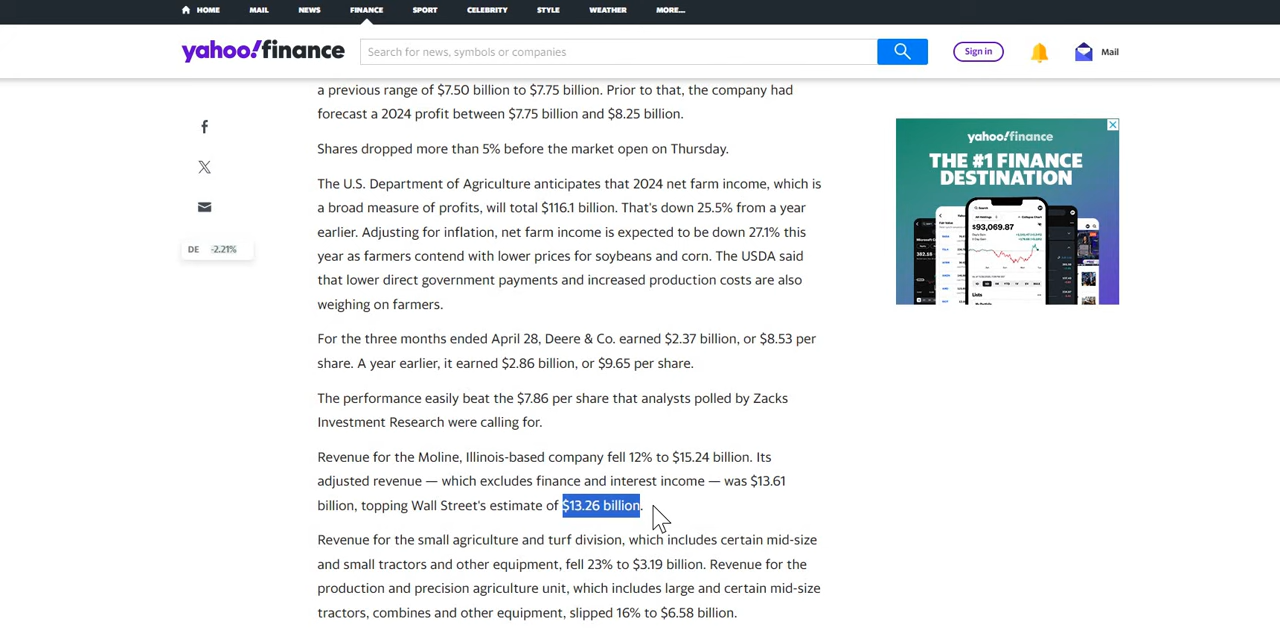 HOME MAIL NEWS FINANCE SPORT CELEBRITY STYLE WEATHER MORE...
yahoo!finance
Search for news, symbols or companies
Sign in
Mail
a previous range of $7.50 billion to $7.75 billion. Prior to that, the company had
forecast a 2024 profit between $7.75 billion and $8.25 billion.
Shares dropped more than 5% before the market open on Thursday.
The U.S. Department of Agriculture anticipates that 2024 net farm income, which is
a broad measure of profits, will total $116.1 billion. That's down 25.5% from a year
earlier. Adjusting for inflation, net farm income is expected to be down 27.1% this
year as farmers contend with lower prices for soybeans and corn. The USDA said
that lower direct government payments and increased production costs are also
weighing on farmers.
For the three months ended April 28, Deere & Co. earned $2.37 billion, or $8.53 per
share. A year earlier, it earned $2.86 billion, or $9.65 per share.
The performance easily beat the $7.86 per share that analysts polled by Zacks
Investment Research were calling for.
Revenue for the Moline, Illinois-based company fell 12% to $15.24 billion. Its
adjusted revenue — which excludes finance and interest income — was $13.61
billion, topping Wall Street's estimate of $13.26 billion.
Revenue for the small agriculture and turf division, which includes certain mid-size
and small tractors and other equipment, fell 23% to $3.19 billion. Revenue for the
production and precision agriculture unit, which includes large and certain mid-size
tractors, combines and other equipment, slipped 16% to $6.58 billion.
DE -2.21%
yahoo!finance
THE #1 FINANCE
DESTINATION
$93,069.87
Lists